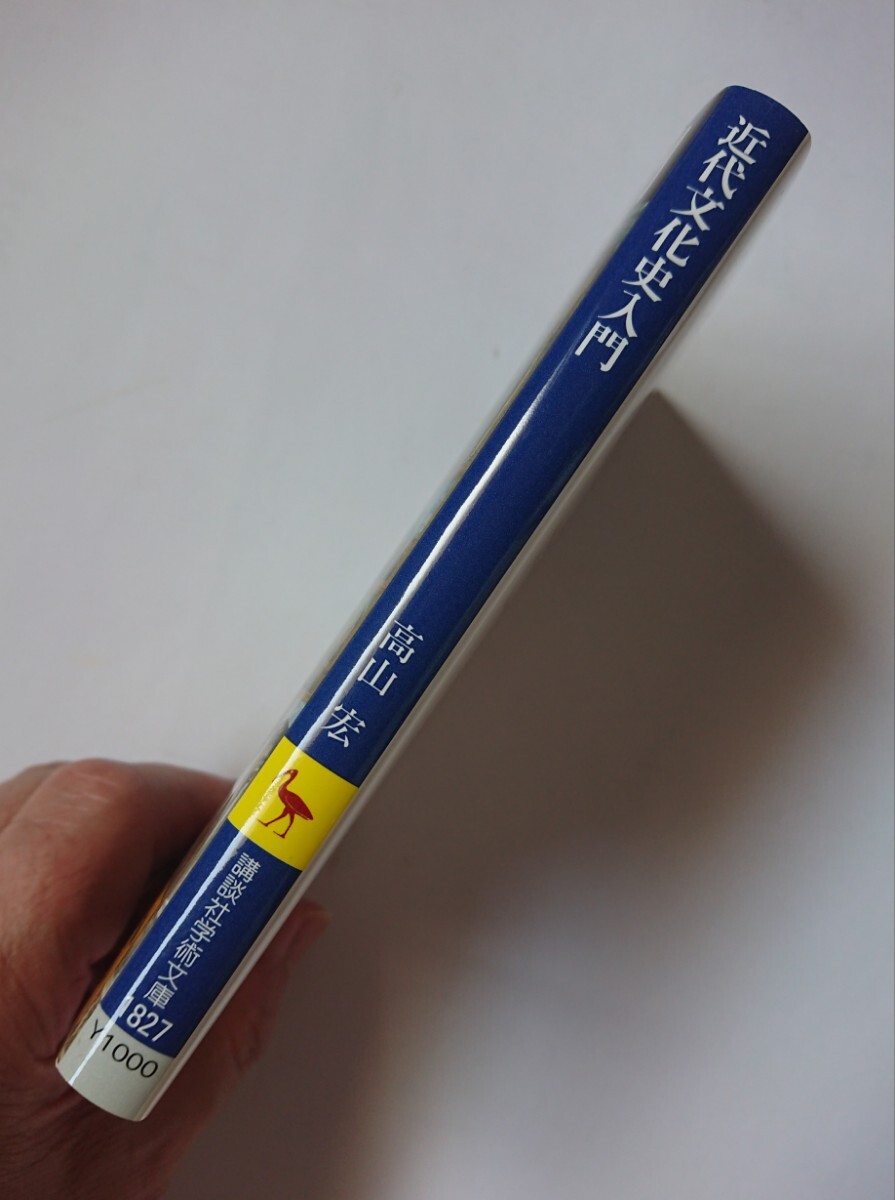 近代文化史入門
高山 宏
講談社学術文庫
1827
Y1000